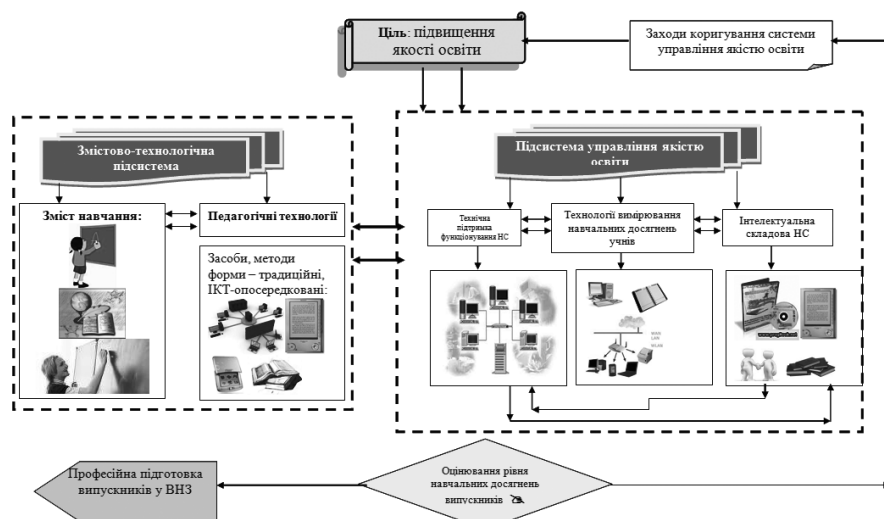 Ціль: підвищення
якості освіти
Заходи коригування системи
управління якістю освіти
Змістово-технологічна
підсистема
Підсистема управління якістю
освіти
Зміст навчання:
Педагогічні технології
Технічна
підтримка
функціонування НС
Технології вимірювання
навчальних досягнень
учнів
Інтелектуальна
складова НС
Засоби, методи
форми – традиційні,
ІКТ-опосередковані:
Професійна підготовка
випускників у ВНЗ
Оцінювання рівня
навчальних досягнень
випускників